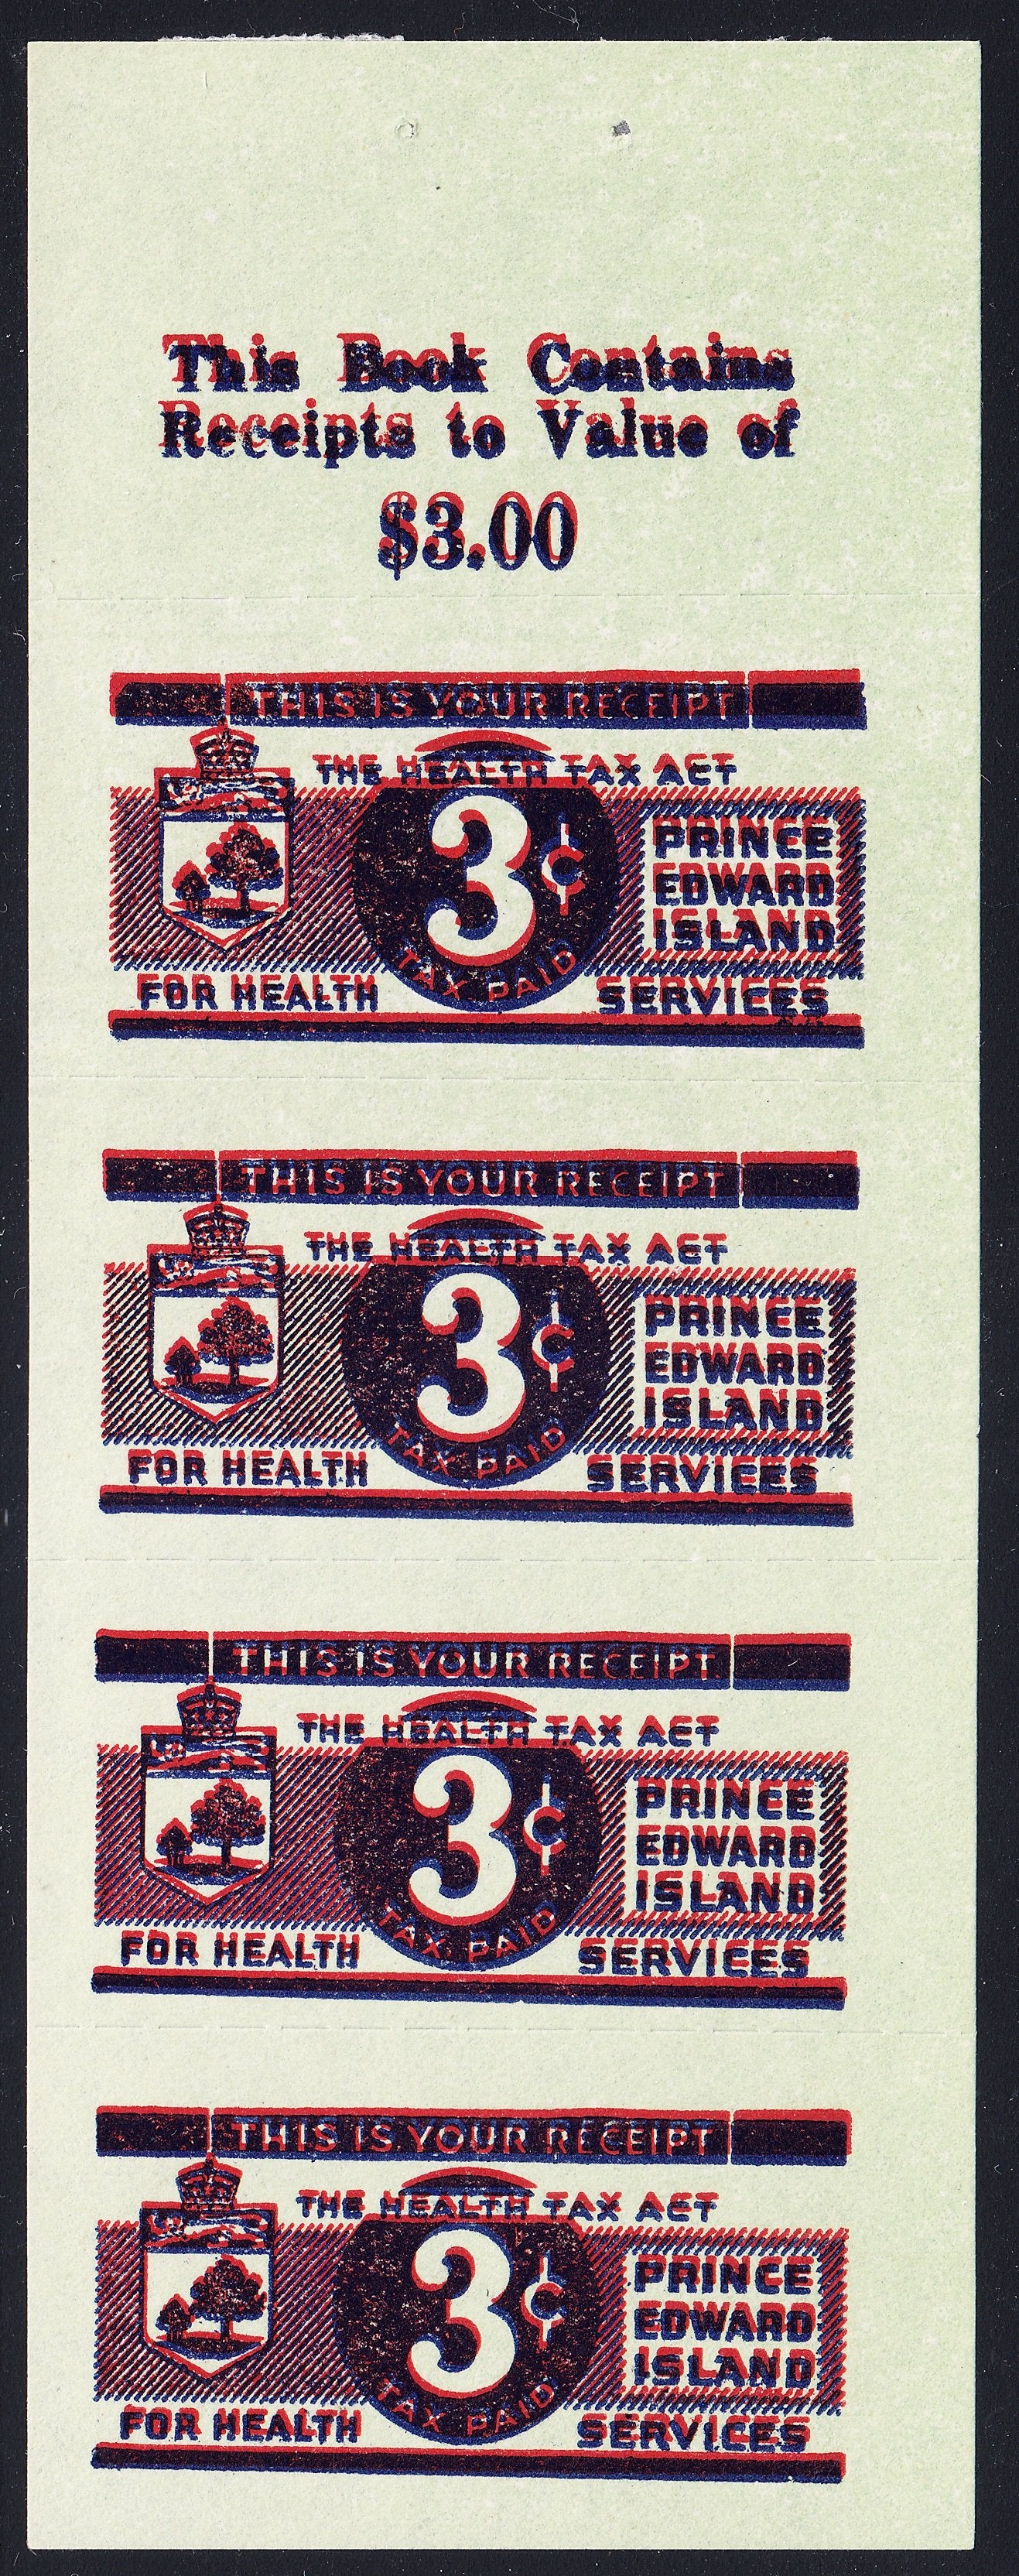 This Book Contains
Receipts to Value of
$3.00
THIS IS YOUR RECEIPT
THE HEALTH TAX ACT
3¢
PRINCE
EDWARD
ISLAND
TAX PAID
FOR HEALTH SERVICES
THIS IS YOUR RECEIPT
THE HEALTH TAX ACT
3¢
PRINCE
EDWARD
ISLAND
TAX PAID
FOR HEALTH SERVICES
THIS IS YOUR RECEIPT
THE HEALTH TAX ACT
3¢
PRINCE
EDWARD
ISLAND
TAX PAID
FOR HEALTH SERVICES
THIS IS YOUR RECEIPT
THE HEALTH TAX ACT
3¢
PRINCE
EDWARD
ISLAND
TAX PAID
FOR HEALTH SERVICES